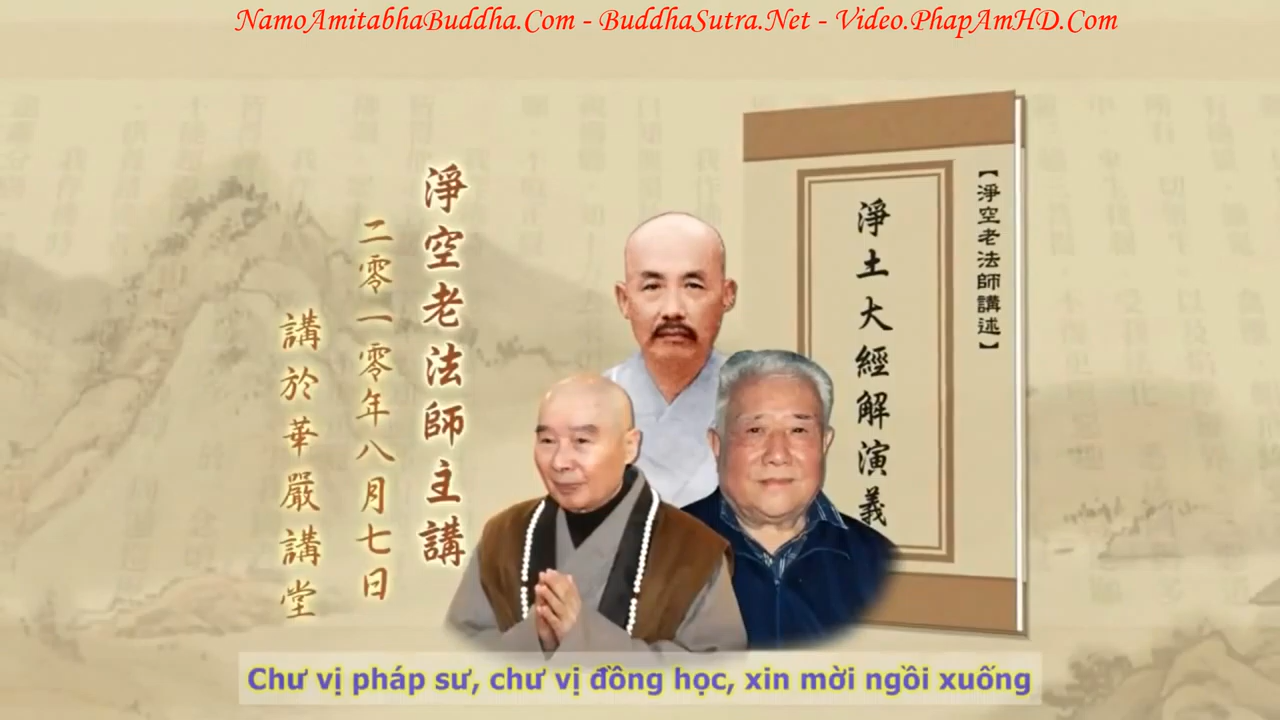 NamoAmitabhaBuddha.Com - BuddhaSutra.Net - Video.PhapAmHD.Com
【淨空老法師講述】
淨土大經解演義
淨空老法師主講
二零一零年八月七日
講於華嚴講堂
Chư vị pháp sư, chư vị đồng học, xin mời ngồi xuống